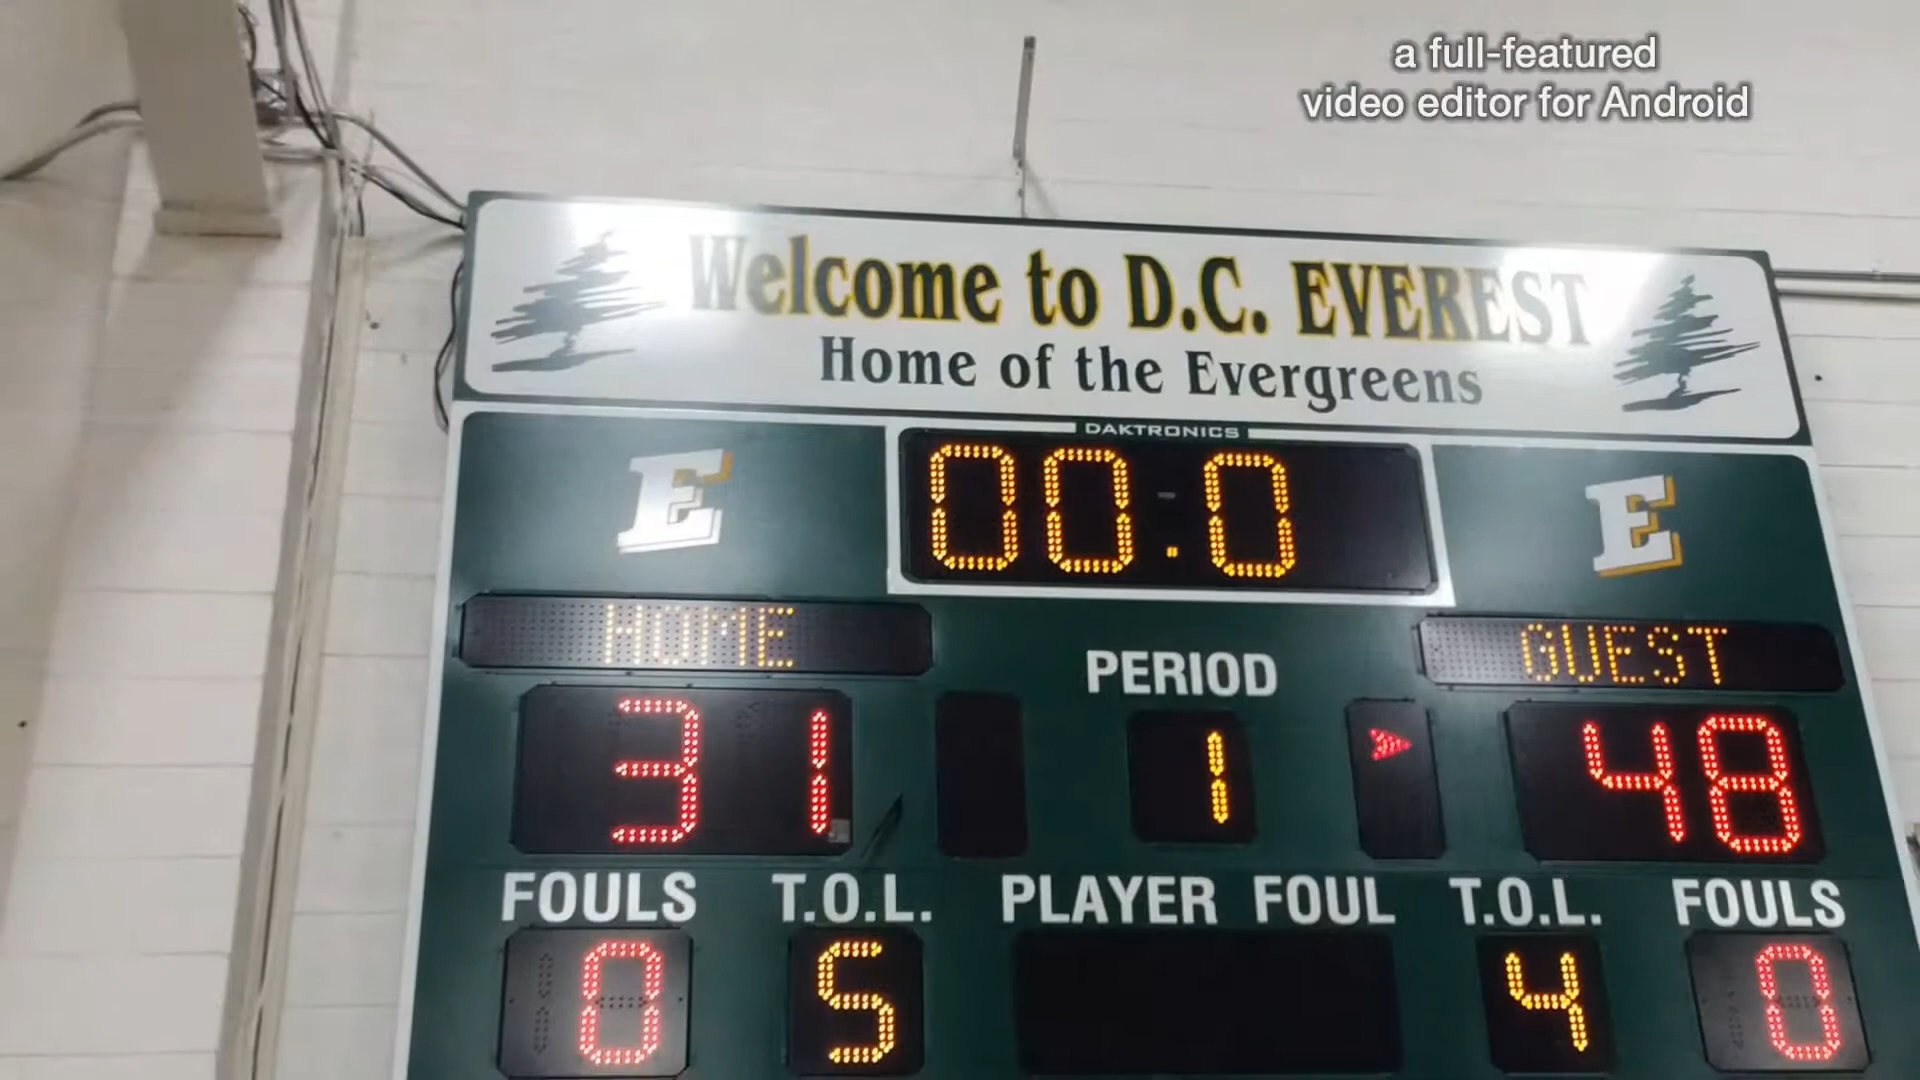 a full-featured
video editor for Android
Welcome to D.C. EVEREST
Home of the Evergreens
DAKTRONICS
E 00.0 E
HOME GUEST
PERIOD
31 1 48
FOULS T.O.L. PLAYER FOUL T.O.L. FOULS
0 5 4 0